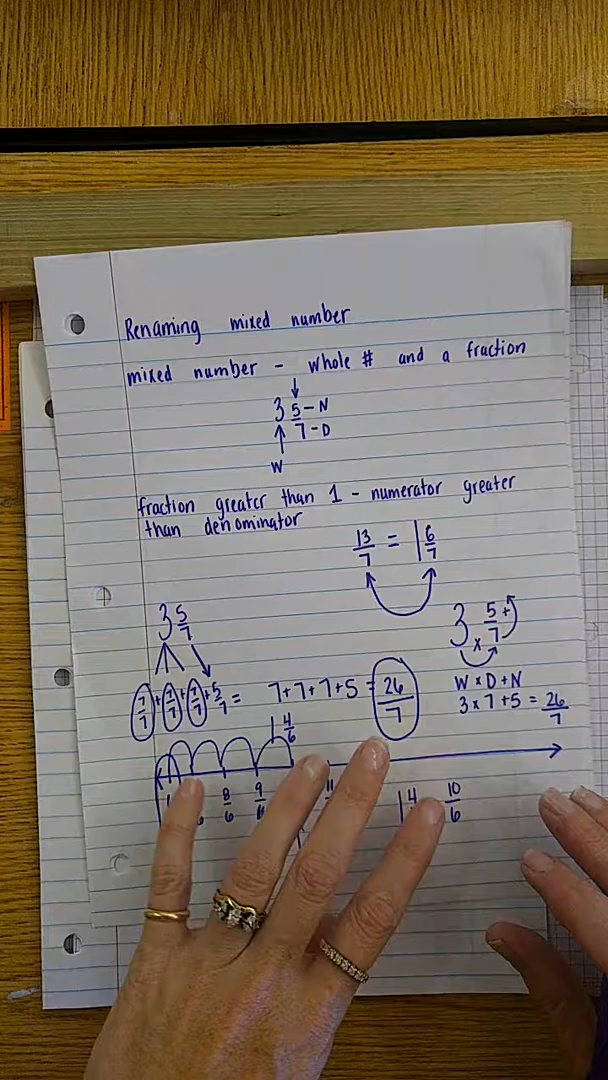 Renaming mixed number
mixed number - whole # and a fraction
3 5/7 - N
- D
W
fraction greater than 1 - numerator greater
than denominator
13/7 = 1 6/7
3 5/7
7/7 + 7/7 + 7/7 + 5/7 = 7+7+7+5 = 26/7
3 x 5/7 +
W x D + N
3 x 7 + 5 = 26/7
1 4/6
8/6 9/6 11
1 4 10/6